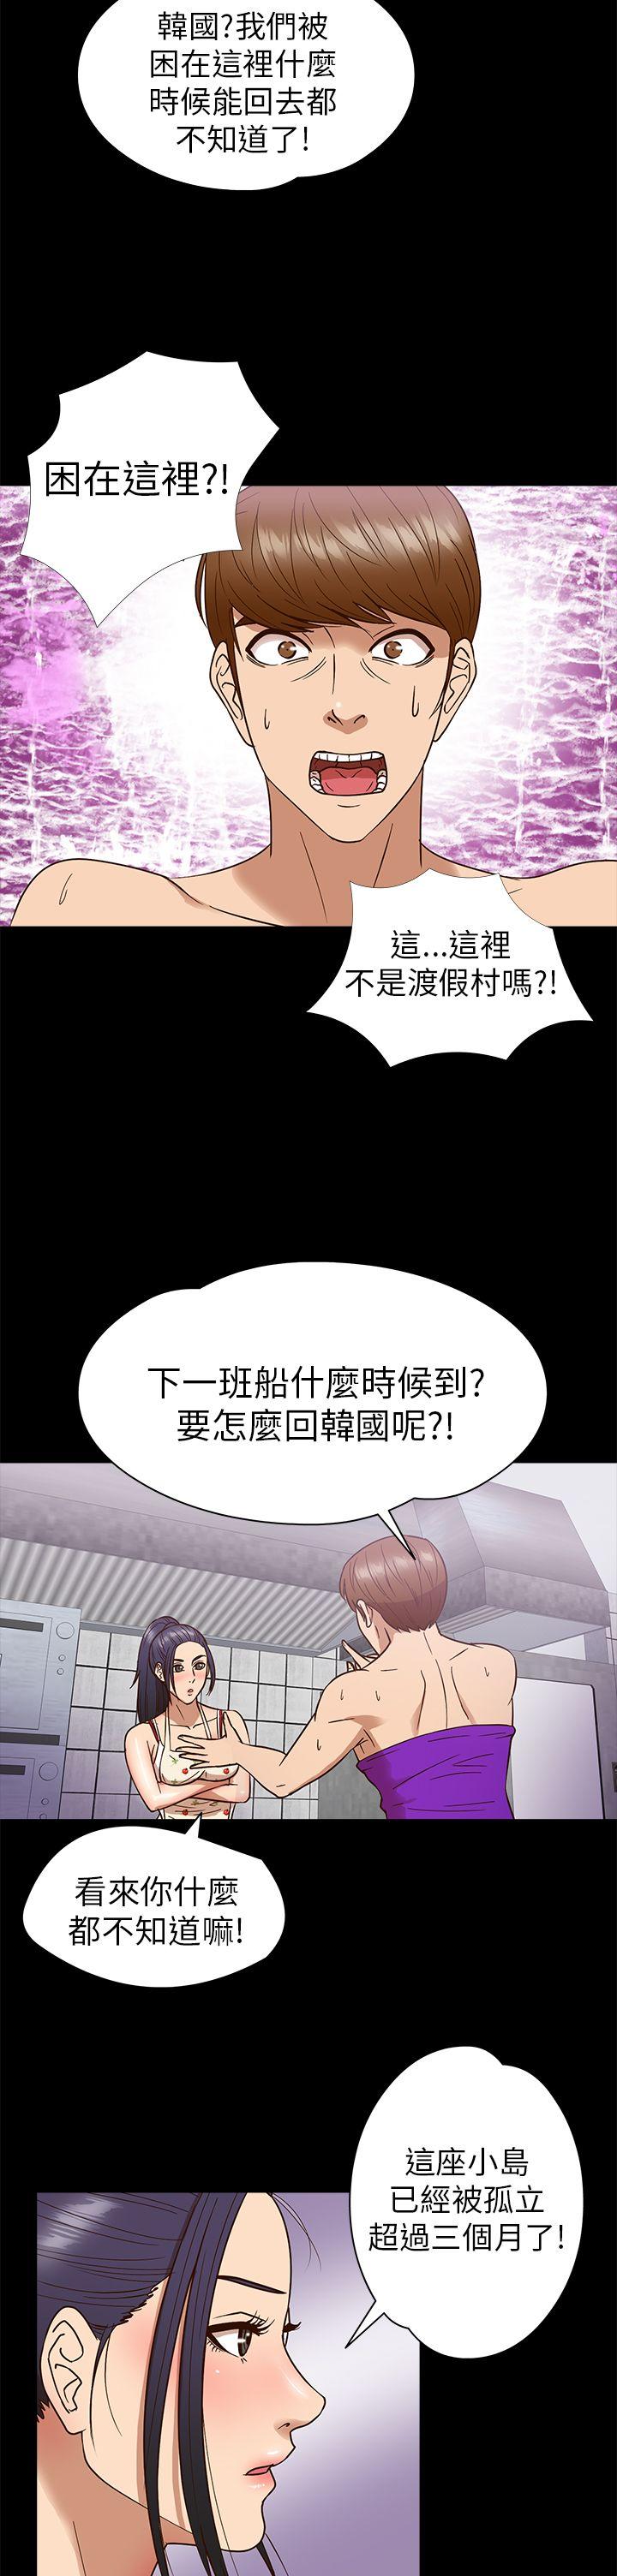 韓國?我們被
困在這裡什麼
時候能回去都
不知道了!
困在這裡?!
這...這裡
不是渡假村嗎?!
下一班船什麼時候到?
要怎麼回韓國呢?!
看來你什麼
都不知道嘛!
這座小島
已經被孤立
超過三個月了!